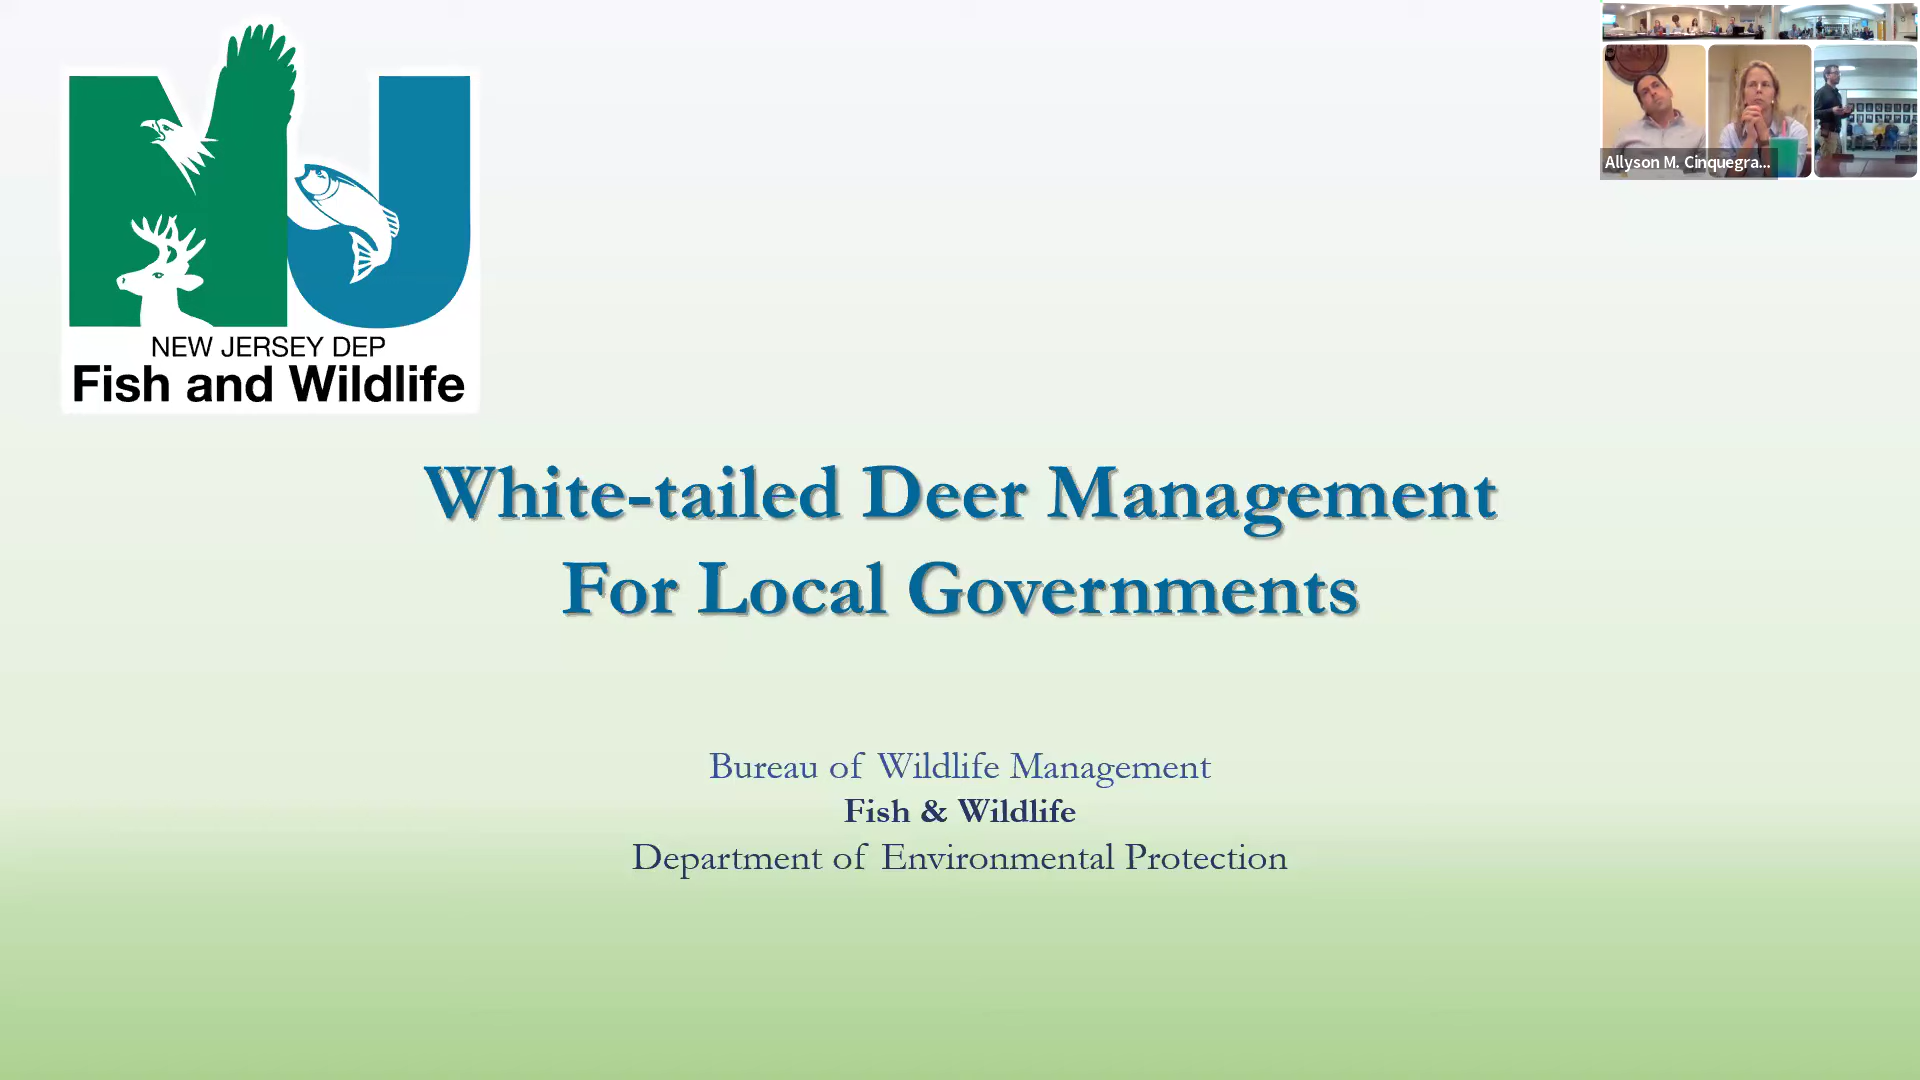 NEW JERSEY DEP
Fish and Wildlife
Allyson M. Cinquegra...
White-tailed Deer Management
For Local Governments
Bureau of Wildlife Management
Fish & Wildlife
Department of Environmental Protection